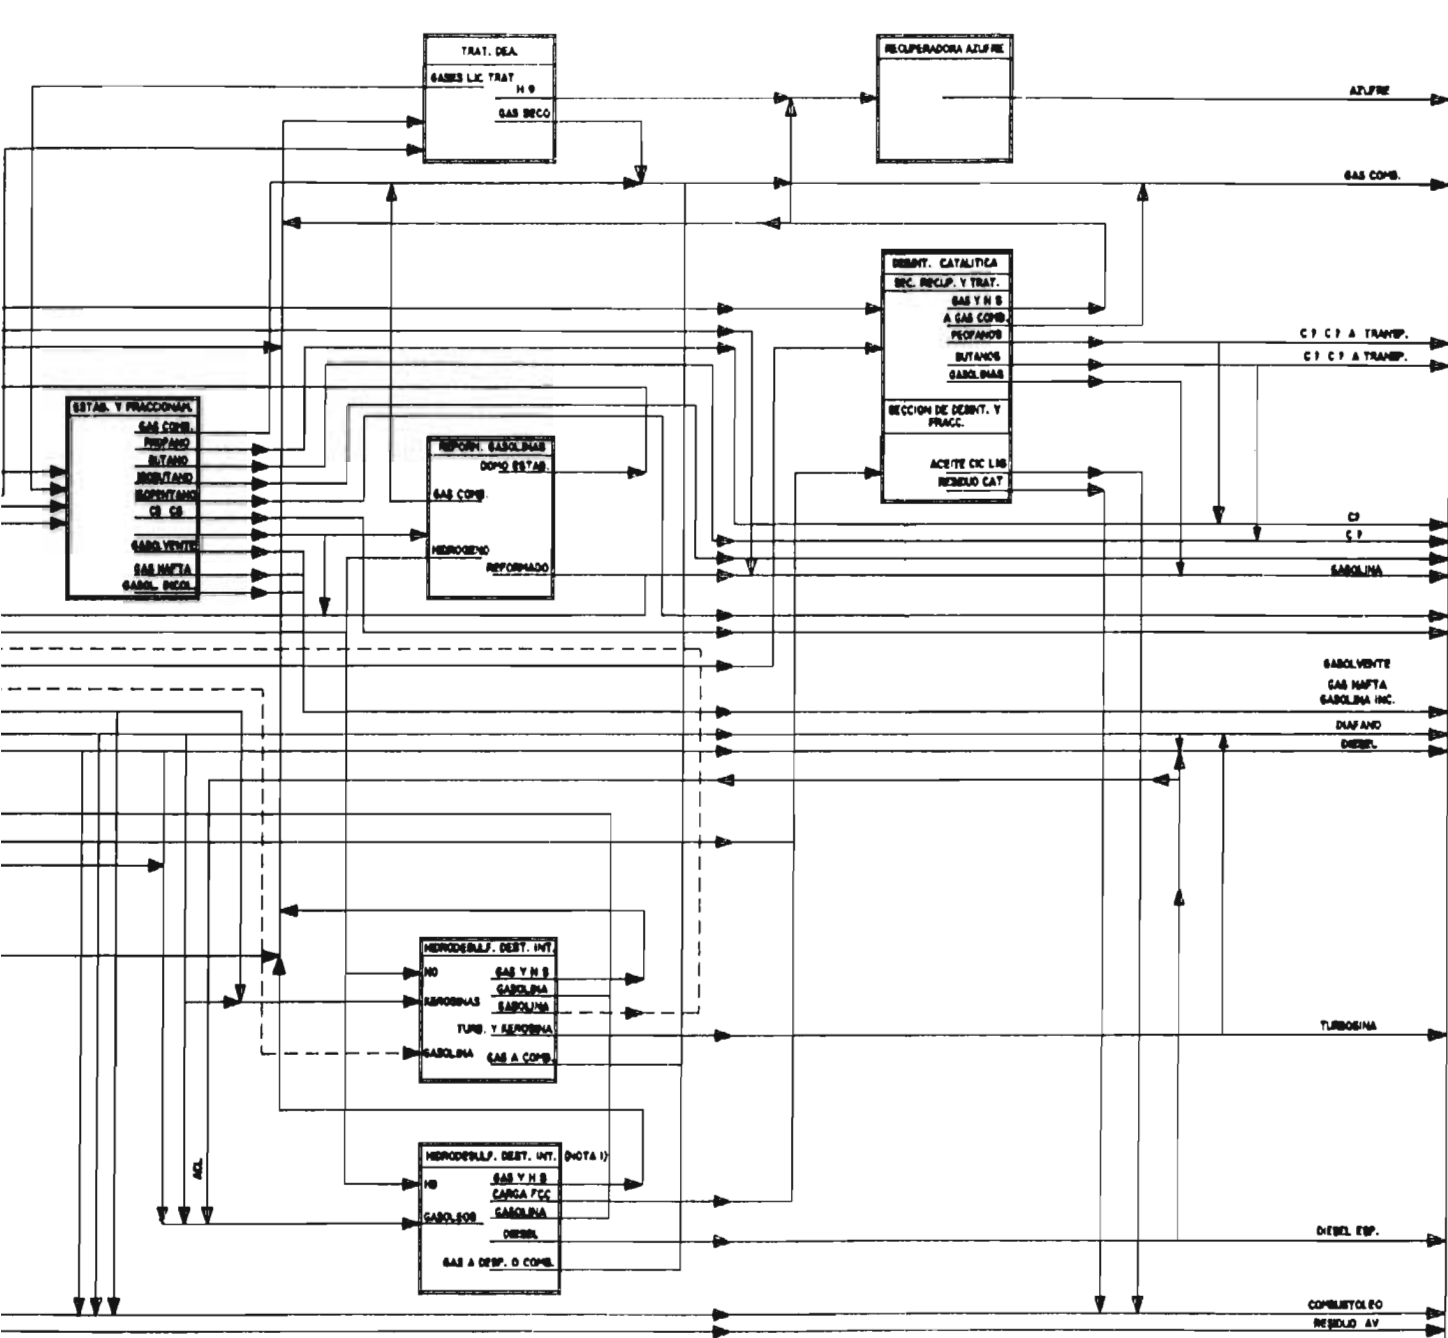 TRAT. DEA.
GASES LIC TRAT
GAS SECO
RECUPERADORA AZUFRE
AZUFRE
GAS COMB.
DESINT. CATALITICA
SEC. RECUP. Y TRAT.
GAS Y H S
A GAS COMB.
PROPANOS
BUTANOS
GASOLINAS
SECCION DE DESINT. Y
FRACC.
ACEITE CIC LIG
RESIDUO CAT
A TRANSP.
A TRANSP.
ESTAB. Y FRACCIONAM.
GAS COMB.
PROPANO
BUTANO
ISOBUTANO
ISOPENTANO
GASOLVENTE
GAS NAFTA
GASOL. INCOL.
REFORM. GASOLINAS
DOMO ESTAB.
GAS COMB.
HIDROGENO
REFORMADO
GASOLINA
GASOLVENTE
GAS NAFTA
GASOLINA INC.
DIAFANO
DIESEL
HIDRODESULF. DEST. INT.
GAS Y H S
GASOLINA
KEROSINAS
GASOLINA
TURB. Y KEROSINA
GASOLINA
GAS A COMB.
TURBOSINA
ACL
HIDRODESULF. DEST. INT. (NOTA 1)
GAS Y H S
CARGA FCC
GASOLEOS
GASOLINA
DIESEL
GAS A DESP. O COMB.
DIESEL ESP.
COMBUSTOLEO
RESIDUO AV